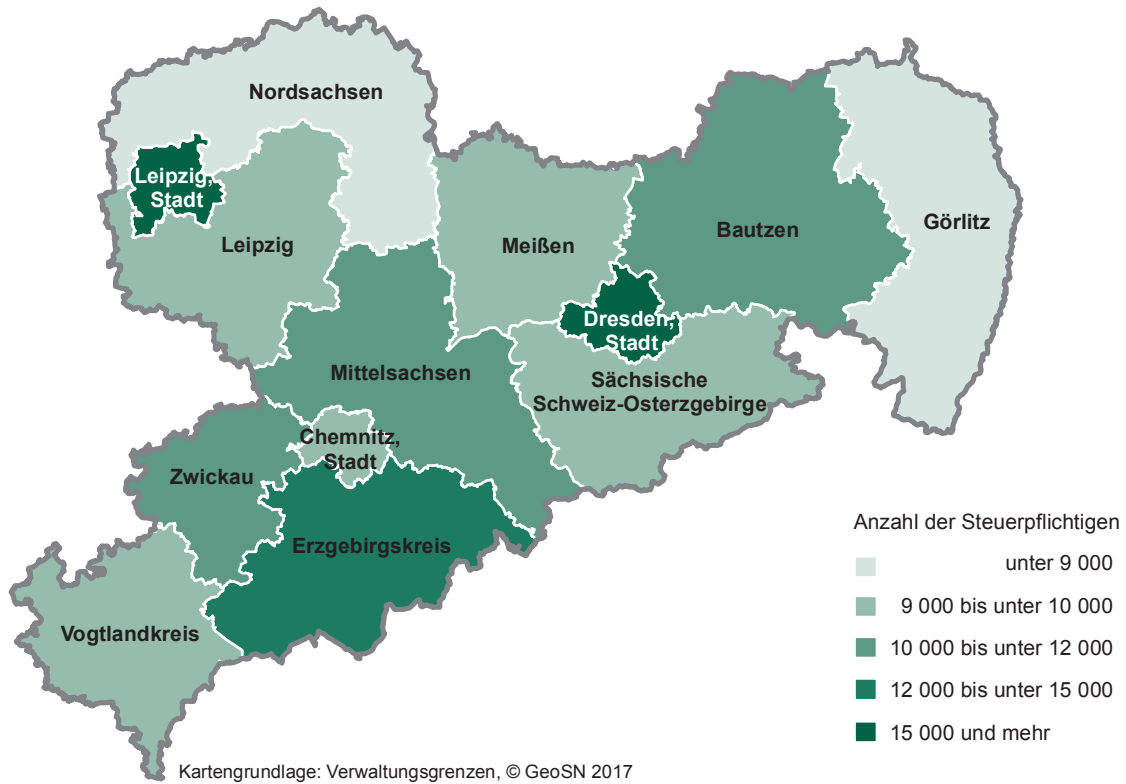 Nordsachsen
Leipzig,
Stadt
Leipzig
Meißen
Bautzen
Görlitz
Dresden,
Stadt
Mittelsachsen
Sächsische
Schweiz-Osterzgebirge
Chemnitz,
Stadt
Zwickau
Erzgebirgskreis
Vogtlandkreis
Anzahl der Steuerpflichtigen
unter 9 000
9 000 bis unter 10 000
10 000 bis unter 12 000
12 000 bis unter 15 000
15 000 und mehr
Kartengrundlage: Verwaltungsgrenzen, © GeoSN 2017